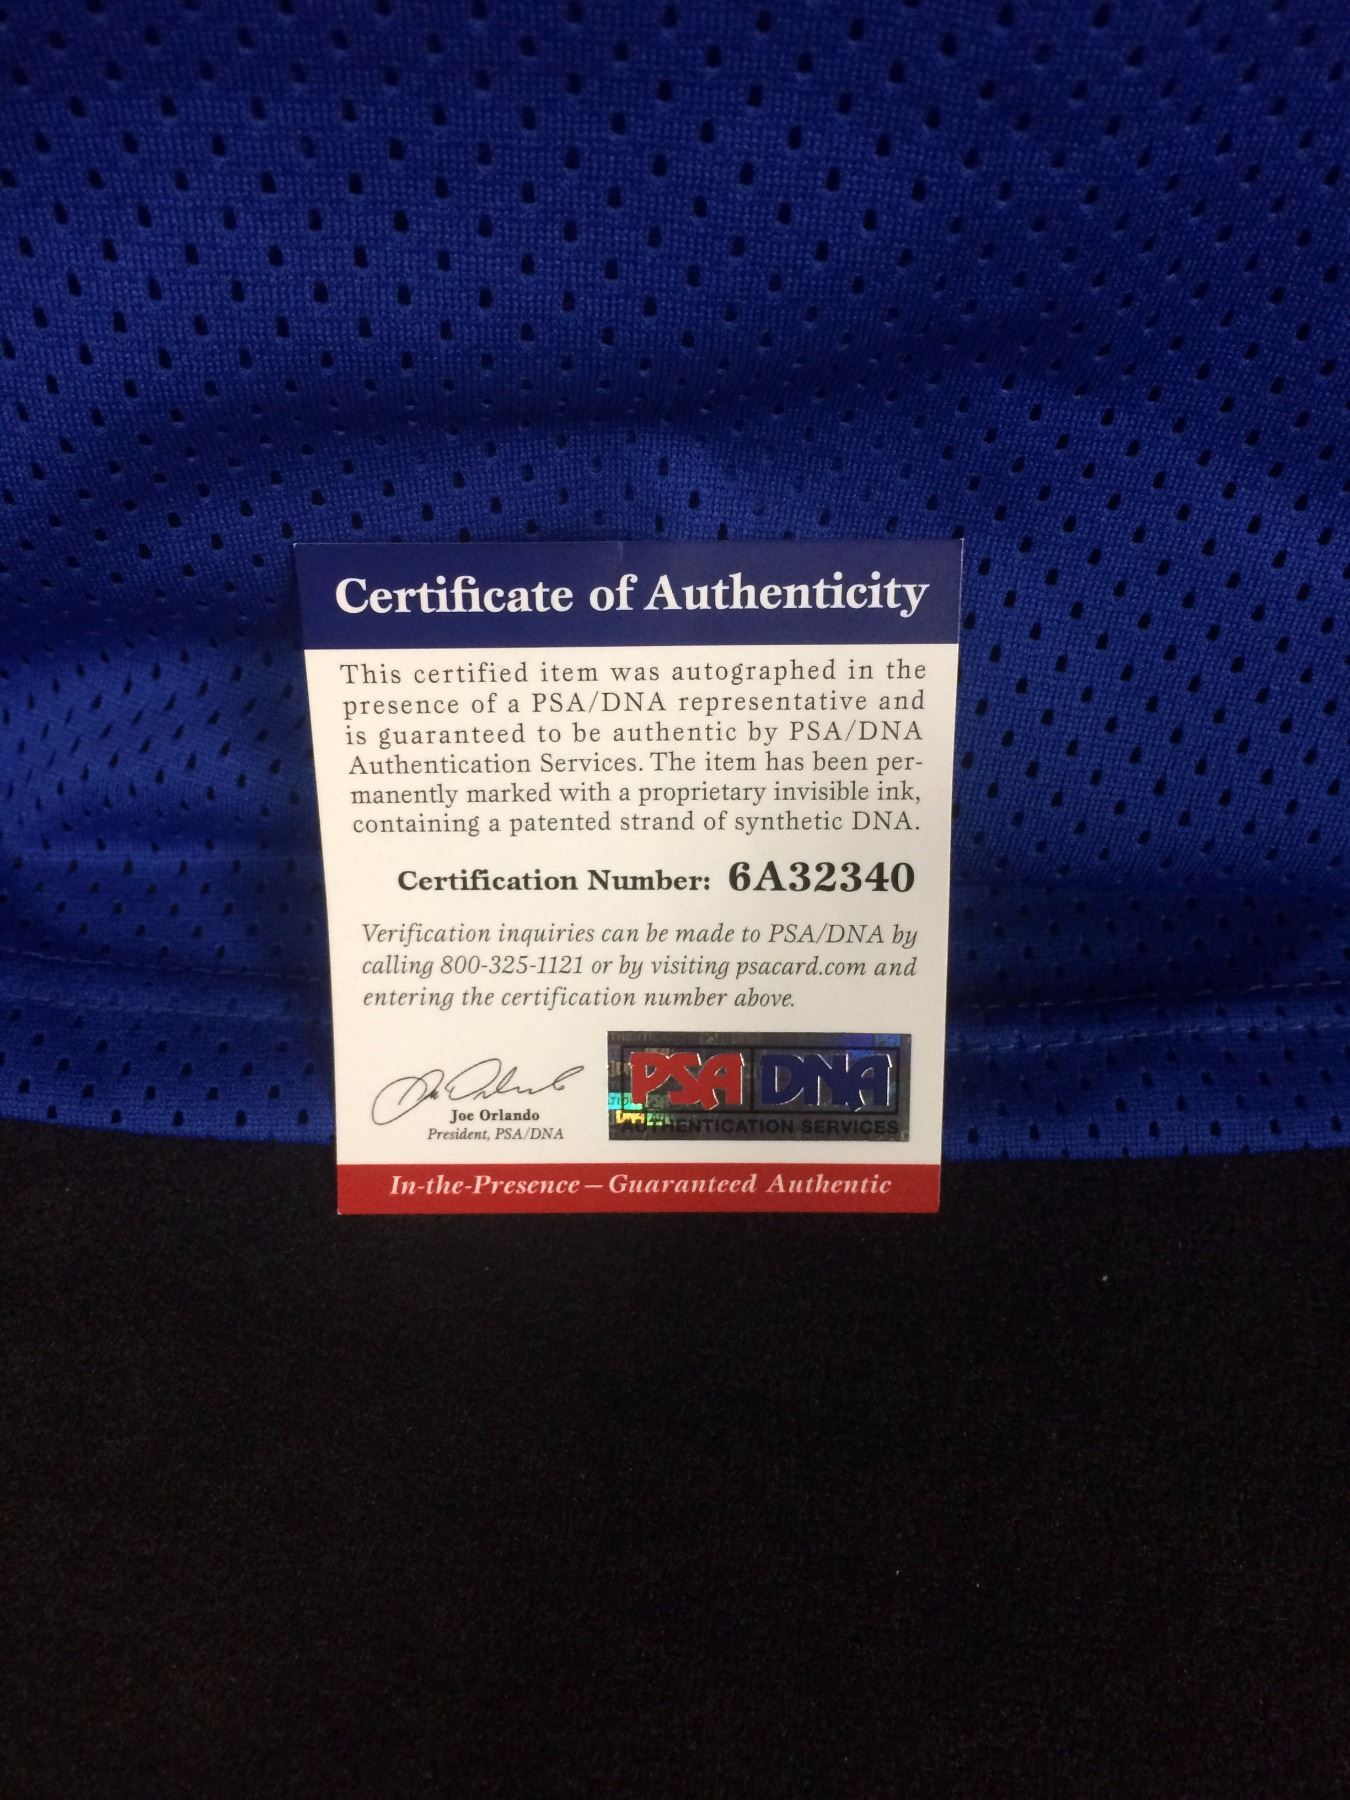 Certificate of Authenticity
This certified item was autographed in the
presence of a PSA/DNA representative and
is guaranteed to be authentic by PSA/DNA
Authentication Services. The item has been per-
manently marked with a proprietary invisible ink,
containing a patented strand of synthetic DNA.
Certification Number: 6A32340
Verification inquiries can be made to PSA/DNA by
calling 800-325-1121 or by visiting psacard.com and
entering the certification number above.
Joe Orlando
President, PSA/DNA
PSA DNA
AUTHENTICATION SERVICES
In-the-Presence – Guaranteed Authentic